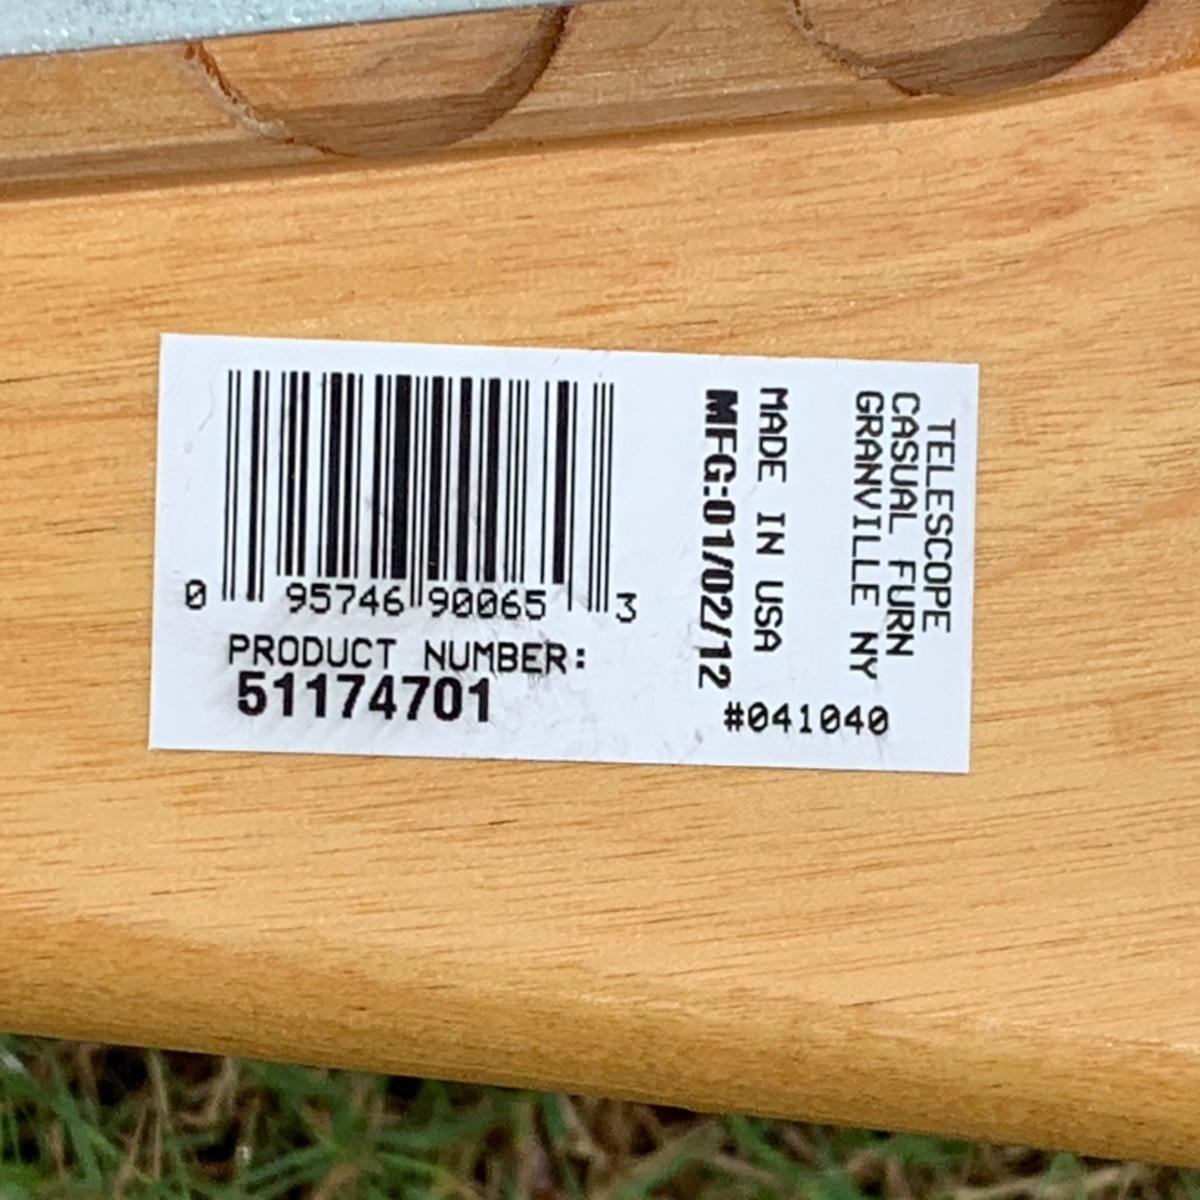 0 95746 90065 3
PRODUCT NUMBER:
51174701
TELESCOPE
CASUAL FURN
GRANVILLE NY
MADE IN USA
MFG:01/02/12
#041040